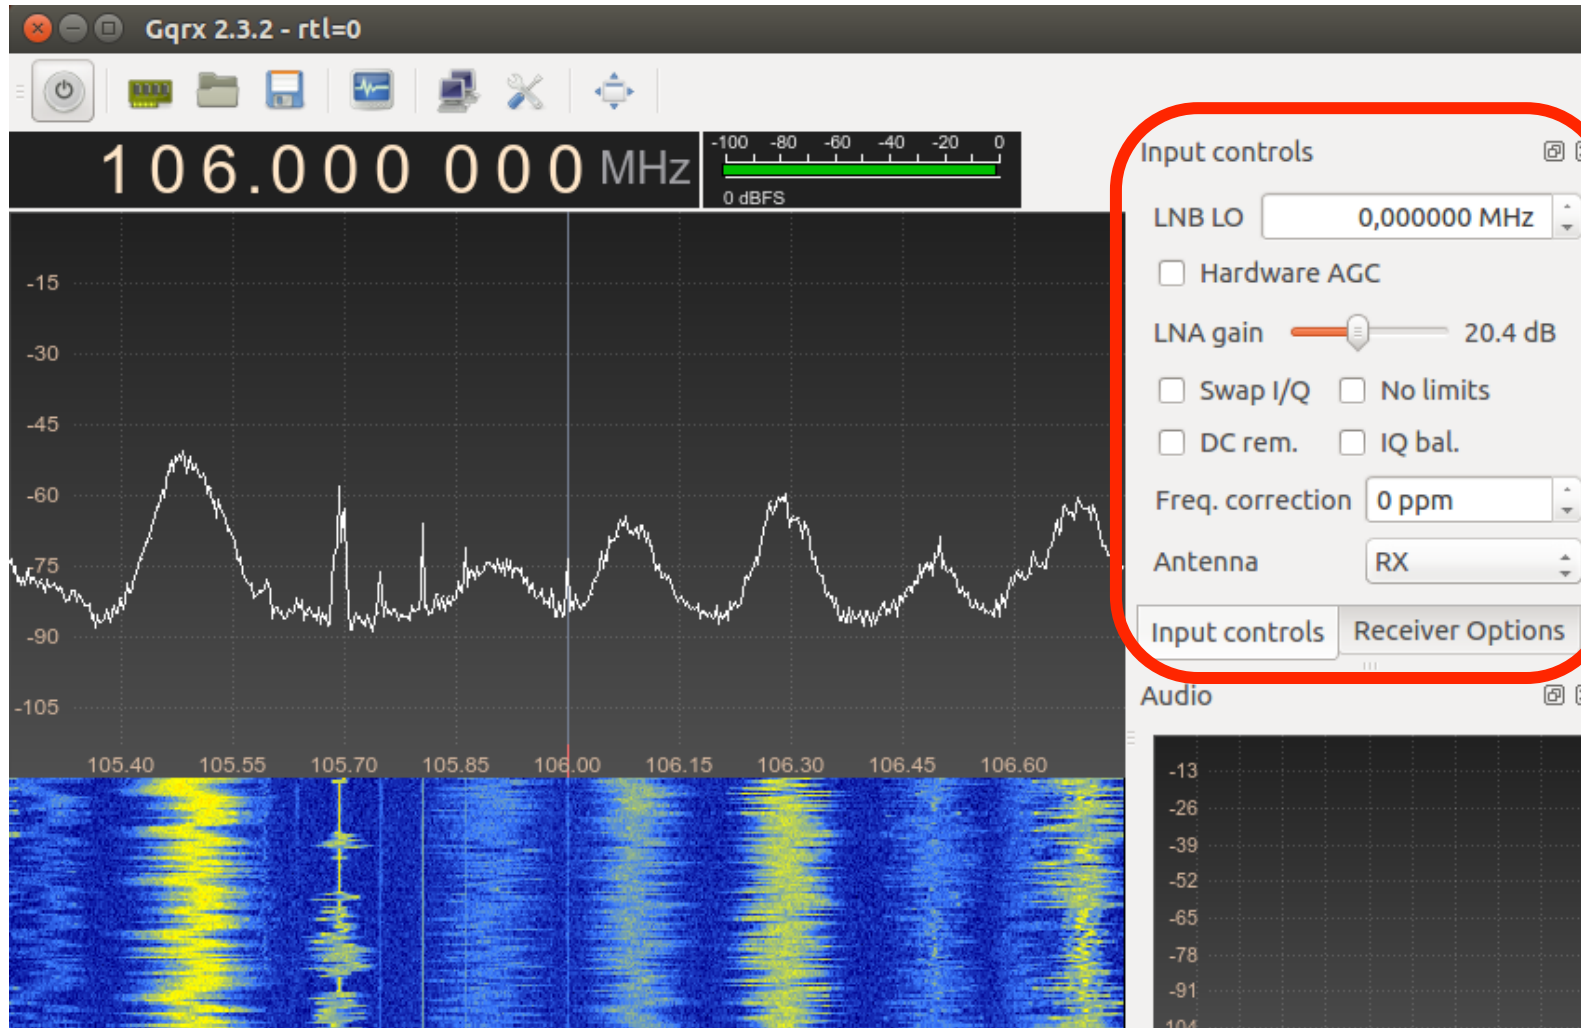 Gqrx 2.3.2 - rtl=0
106.000 000 MHz
-100 -80 -60 -40 -20 0
0 dBFS
-15
-30
-45
-60
-75
-90
-105
105.40 105.55 105.70 105.85 106.00 106.15 106.30 106.45 106.60
Input controls
LNB LO 0,000000 MHz
Hardware AGC
LNA gain 20.4 dB
Swap I/Q No limits
DC rem. IQ bal.
Freq. correction 0 ppm
Antenna RX
Input controls Receiver Options
Audio
-13
-26
-39
-52
-65
-78
-91
-104